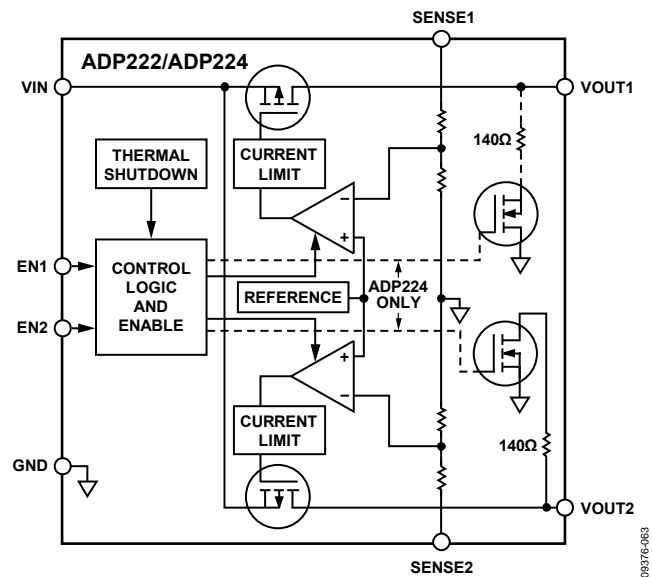 SENSE1
ADP222/ADP224
VIN
VOUT1
THERMAL
SHUTDOWN
CURRENT
LIMIT
140Ω
−
+
EN1
CONTROL
LOGIC
AND
ENABLE
REFERENCE
ADP224
ONLY
EN2
+
−
CURRENT
LIMIT
140Ω
GND
VOUT2
SENSE2
09376-063